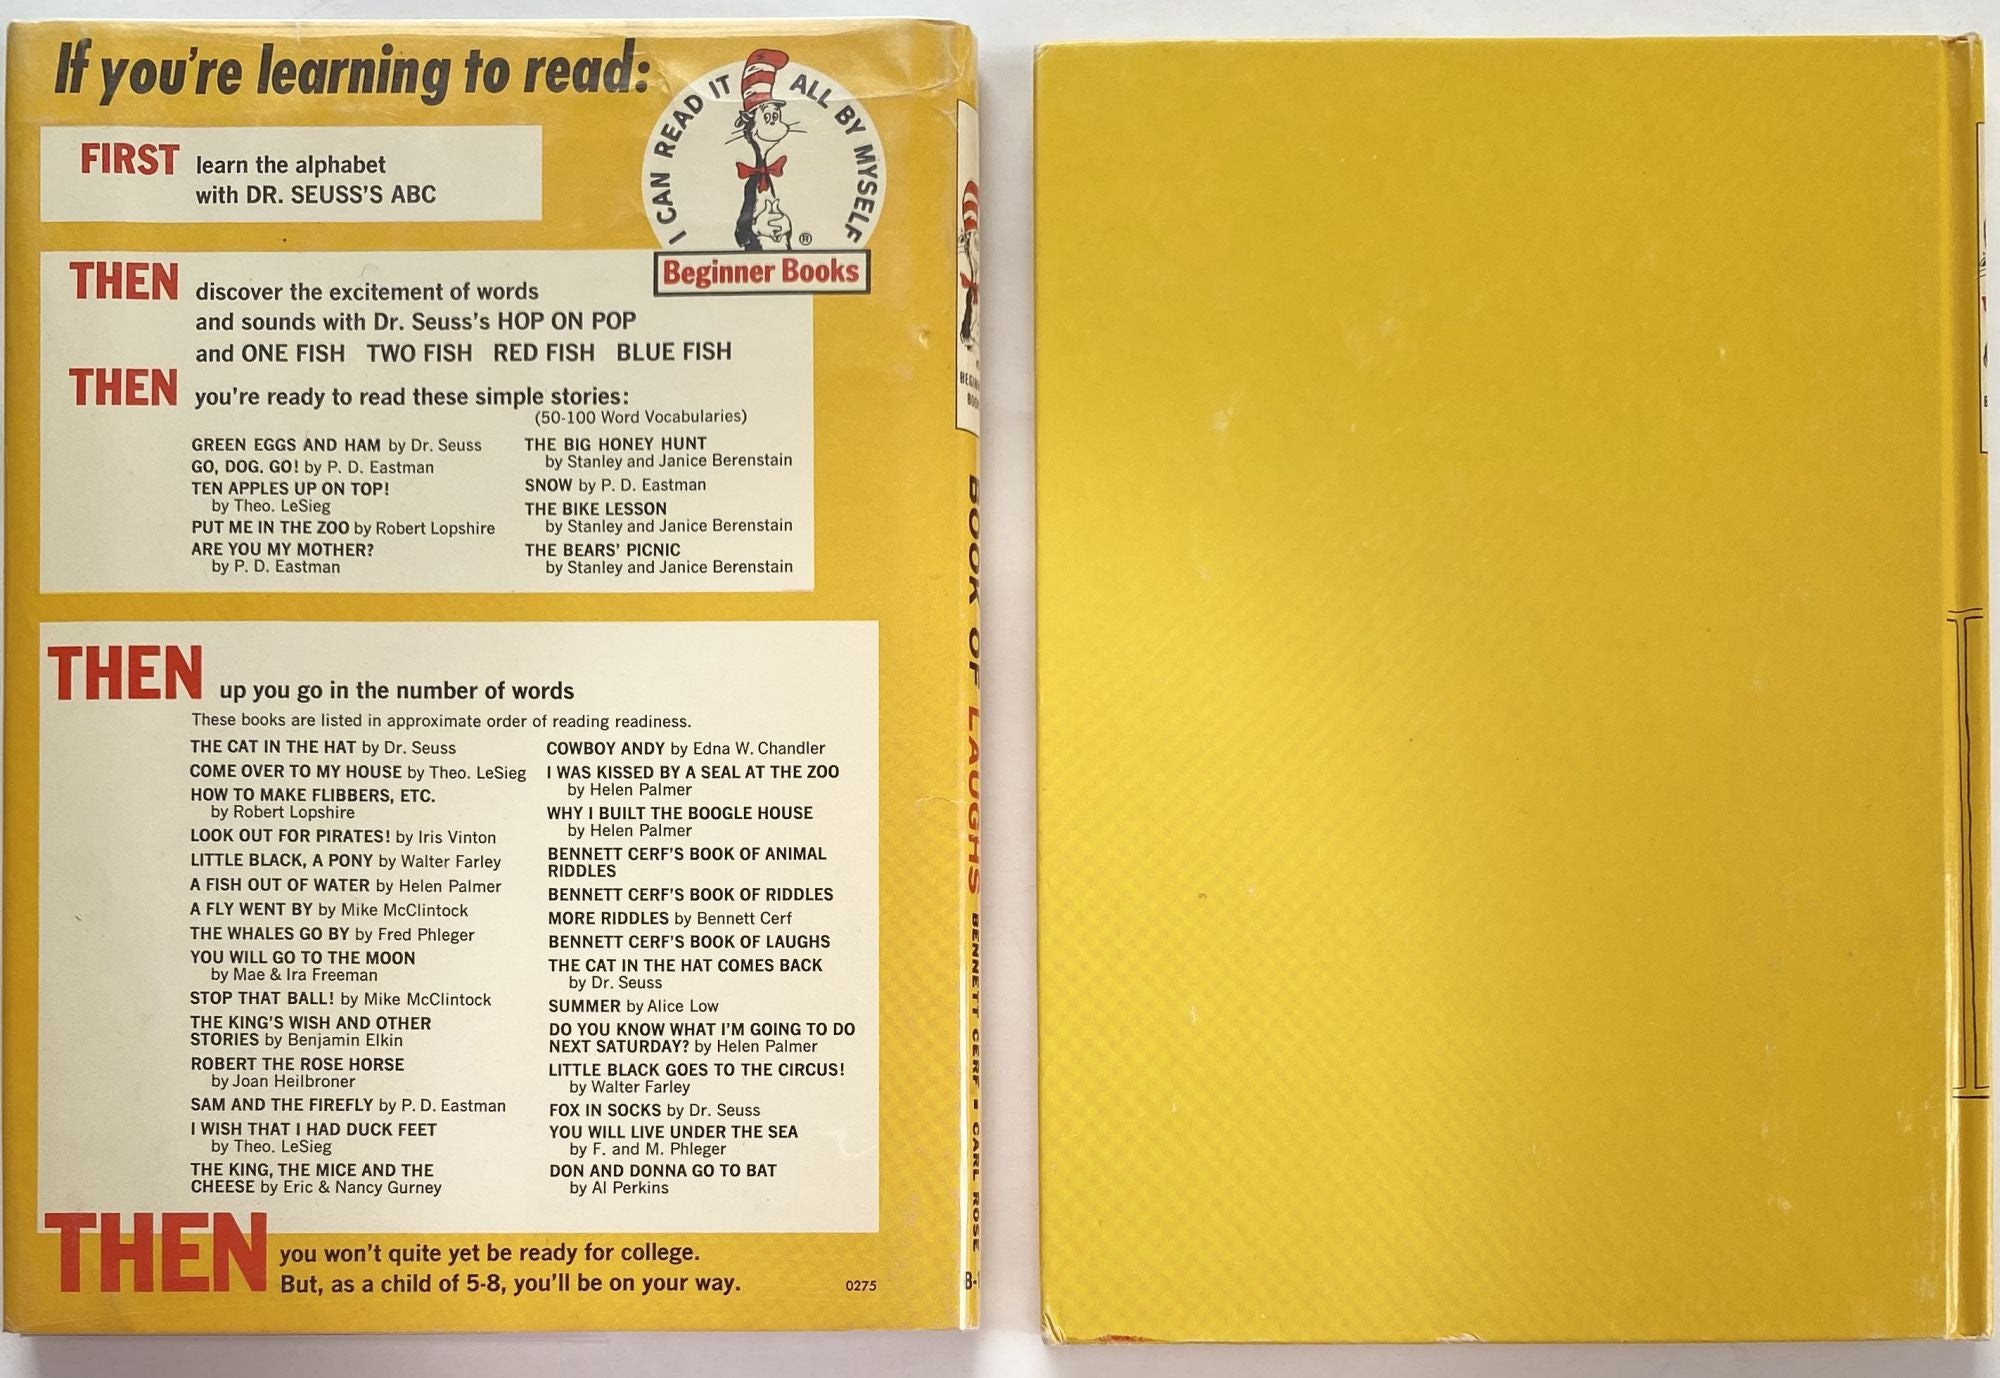 If you're learning to read:
I CAN READ IT ALL BY MYSELF
®
Beginner Books
FIRST learn the alphabet
with DR. SEUSS'S ABC
THEN discover the excitement of words
and sounds with Dr. Seuss's HOP ON POP
and ONE FISH TWO FISH RED FISH BLUE FISH
THEN you're ready to read these simple stories:
(50-100 Word Vocabularies)
GREEN EGGS AND HAM by Dr. Seuss
GO, DOG. GO! by P. D. Eastman
TEN APPLES UP ON TOP!
by Theo. LeSieg
PUT ME IN THE ZOO by Robert Lopshire
ARE YOU MY MOTHER?
by P. D. Eastman
THE BIG HONEY HUNT
by Stanley and Janice Berenstain
SNOW by P. D. Eastman
THE BIKE LESSON
by Stanley and Janice Berenstain
THE BEARS' PICNIC
by Stanley and Janice Berenstain
THEN up you go in the number of words
These books are listed in approximate order of reading readiness.
THE CAT IN THE HAT by Dr. Seuss
COME OVER TO MY HOUSE by Theo. LeSieg
HOW TO MAKE FLIBBERS, ETC.
by Robert Lopshire
LOOK OUT FOR PIRATES! by Iris Vinton
LITTLE BLACK, A PONY by Walter Farley
A FISH OUT OF WATER by Helen Palmer
A FLY WENT BY by Mike McClintock
THE WHALES GO BY by Fred Phleger
YOU WILL GO TO THE MOON
by Mae & Ira Freeman
STOP THAT BALL! by Mike McClintock
THE KING'S WISH AND OTHER
STORIES by Benjamin Elkin
ROBERT THE ROSE HORSE
by Joan Heilbroner
SAM AND THE FIREFLY by P. D. Eastman
I WISH THAT I HAD DUCK FEET
by Theo. LeSieg
THE KING, THE MICE AND THE
CHEESE by Eric & Nancy Gurney
COWBOY ANDY by Edna W. Chandler
I WAS KISSED BY A SEAL AT THE ZOO
by Helen Palmer
WHY I BUILT THE BOOGLE HOUSE
by Helen Palmer
BENNETT CERF'S BOOK OF ANIMAL
RIDDLES
BENNETT CERF'S BOOK OF RIDDLES
MORE RIDDLES by Bennett Cerf
BENNETT CERF'S BOOK OF LAUGHS
THE CAT IN THE HAT COMES BACK
by Dr. Seuss
SUMMER by Alice Low
DO YOU KNOW WHAT I'M GOING TO DO
NEXT SATURDAY? by Helen Palmer
LITTLE BLACK GOES TO THE CIRCUS!
by Walter Farley
FOX IN SOCKS by Dr. Seuss
YOU WILL LIVE UNDER THE SEA
by F. and M. Phleger
DON AND DONNA GO TO BAT
by Al Perkins
THEN you won't quite yet be ready for college.
But, as a child of 5-8, you'll be on your way.
0275
BOOK OF LAUGHS BENNETT CERF ▪ CARL ROSE
B-